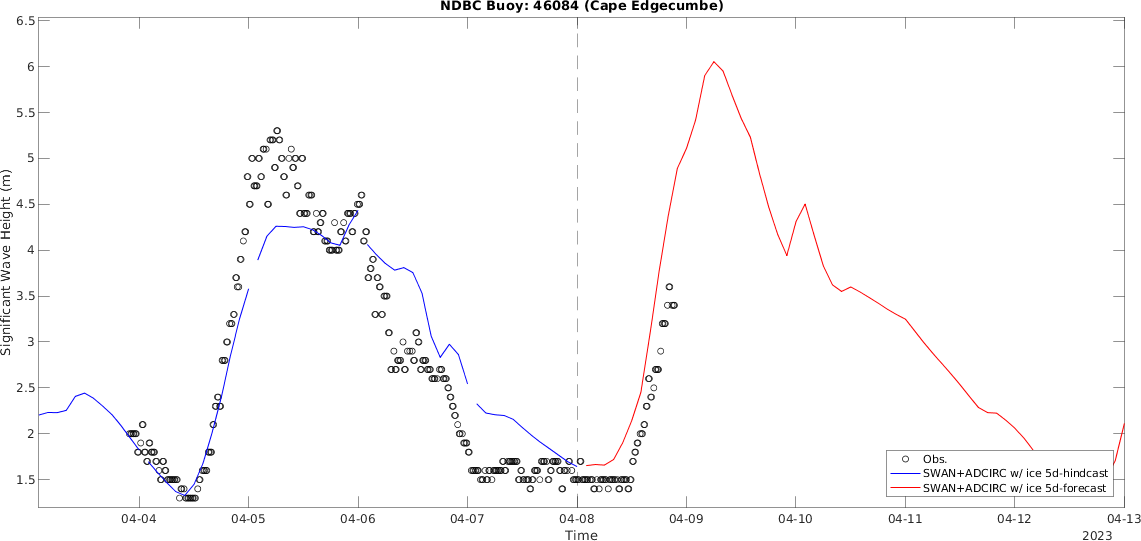 NDBC Buoy: 46084 (Cape Edgecumbe)
6.5
6
5.5
5
4.5
4
3.5
3
2.5
2
1.5
Significant Wave Height (m)
Obs.
SWAN+ADCIRC w/ ice 5d-hindcast
SWAN+ADCIRC w/ ice 5d-forecast
04-04 04-05 04-06 04-07 04-08 04-09 04-10 04-11 04-12 04-13
Time
2023